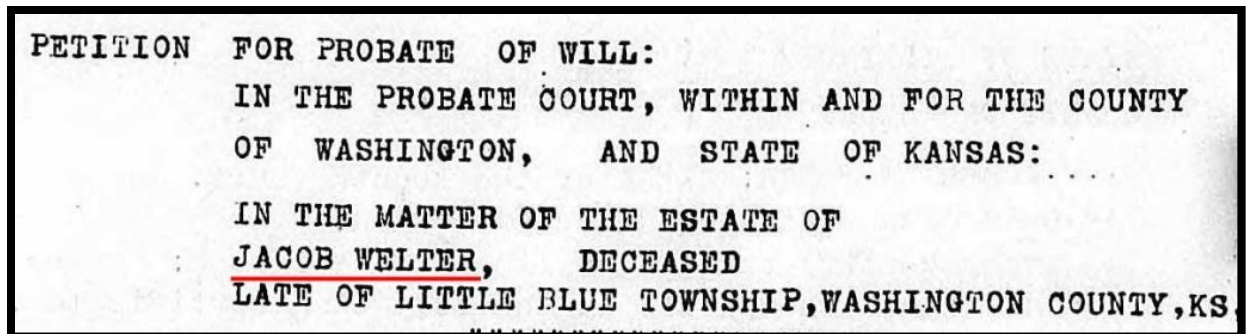 PETITION FOR PROBATE OF WILL:
IN THE PROBATE COURT, WITHIN AND FOR THE COUNTY
OF WASHINGTON, AND STATE OF KANSAS:
IN THE MATTER OF THE ESTATE OF
JACOB WELTER, DECEASED
LATE OF LITTLE BLUE TOWNSHIP,WASHINGTON COUNTY,KS